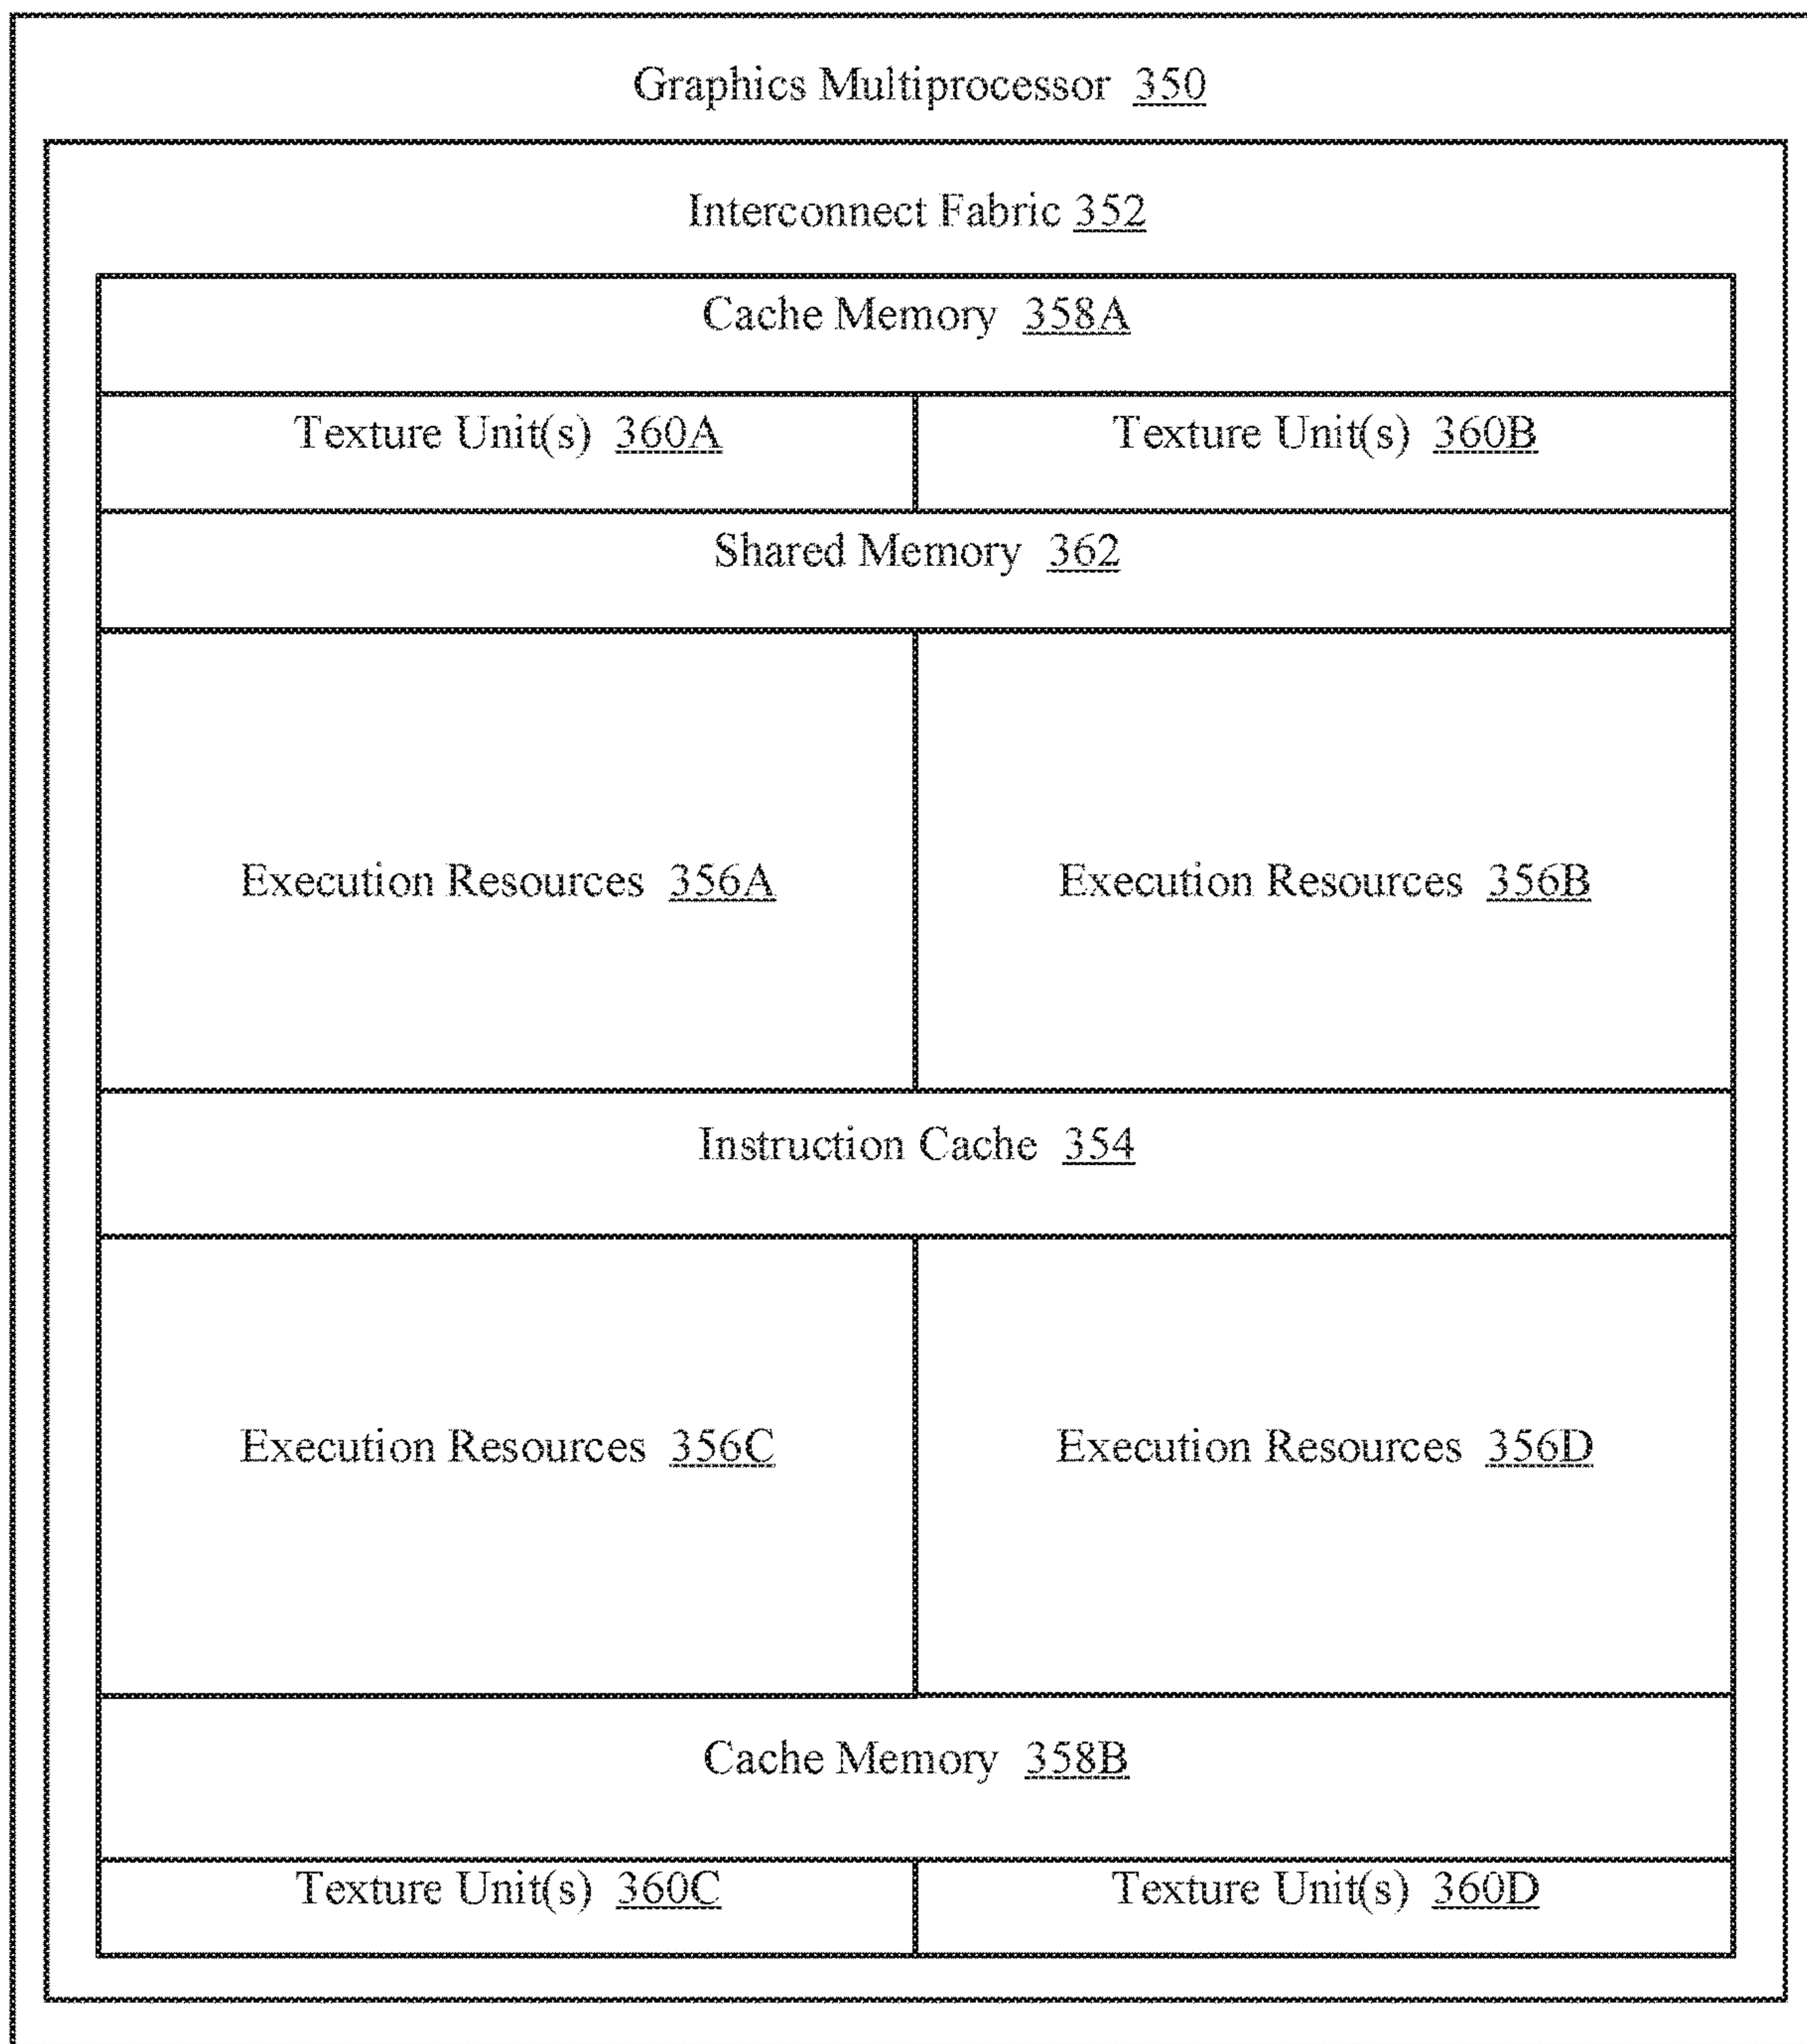 Graphics Multiprocessor 350
Interconnect Fabric 352
Cache Memory 358A
Texture Unit(s) 360A
Texture Unit(s) 360B
Shared Memory 362
Execution Resources 356A
Execution Resources 356B
Instruction Cache 354
Execution Resources 356C
Execution Resources 356D
Cache Memory 358B
Texture Unit(s) 360C
Texture Unit(s) 360D